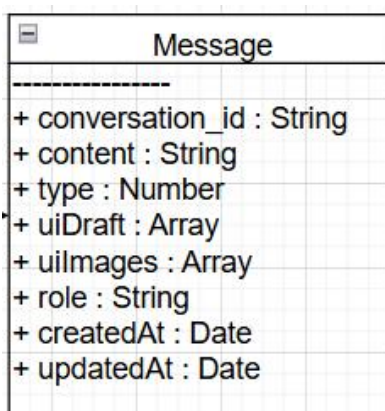 Message
----------------
+ conversation_id : String
+ content : String
+ type : Number
+ uiDraft : Array
+ uiImages : Array
+ role : String
+ createdAt : Date
+ updatedAt : Date